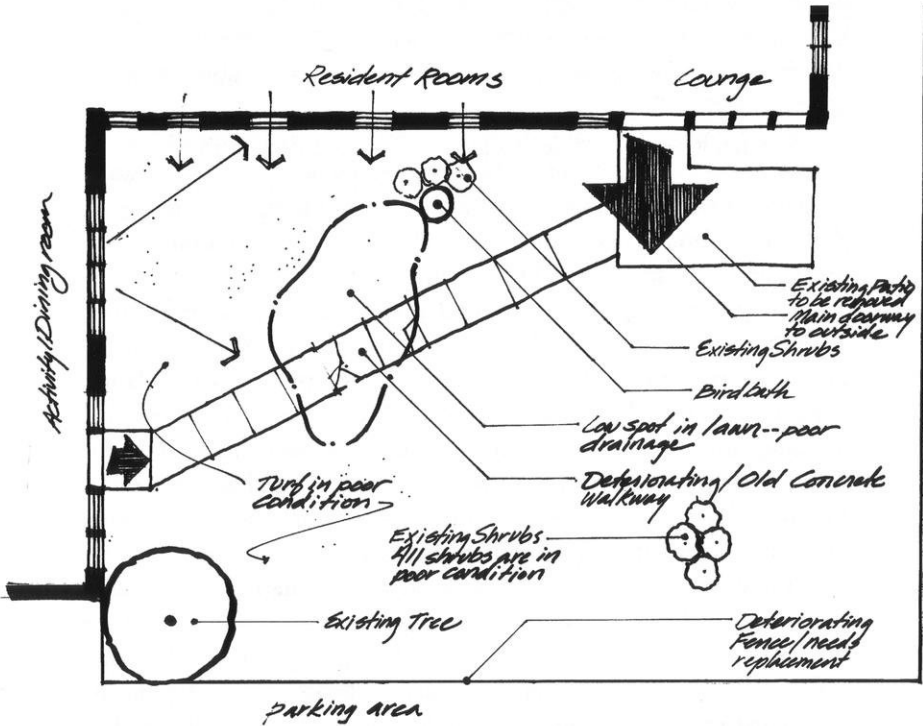 Resident Rooms
Lounge
Activity/Dining room
Existing Patio
to be removed
Main doorway
to outside
Existing Shrubs
Birdbath
Low spot in lawn--poor
drainage
Deteriorating/Old Concrete
Walkway
Turf in poor
condition
Existing Shrubs
All shrubs are in
poor condition
Existing Tree
Deteriorating
Fence/needs
replacement
parking area